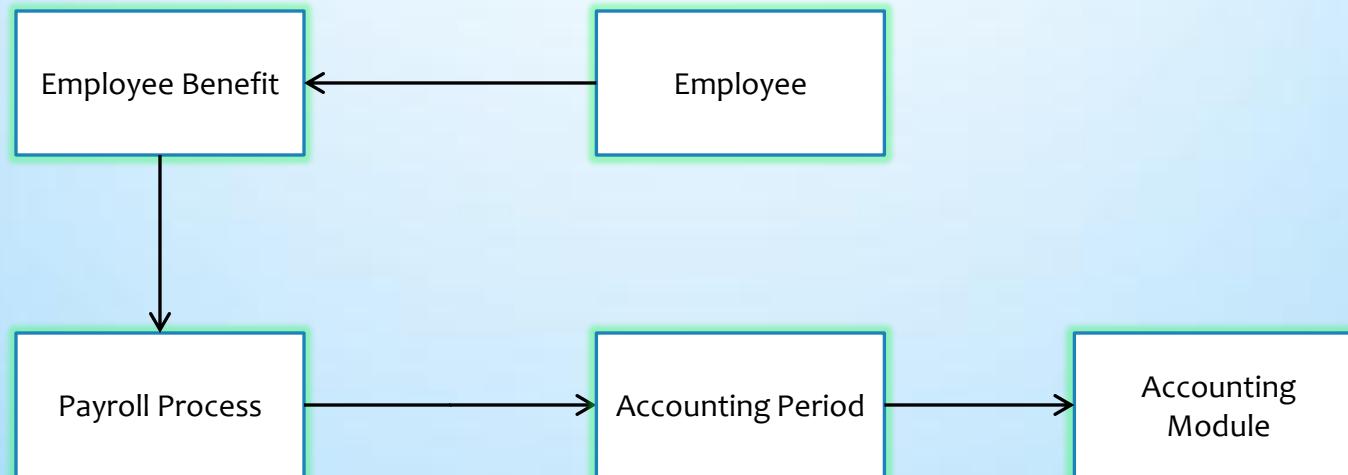 Employee Benefit
Employee
Payroll Process
Accounting Period
Accounting
Module